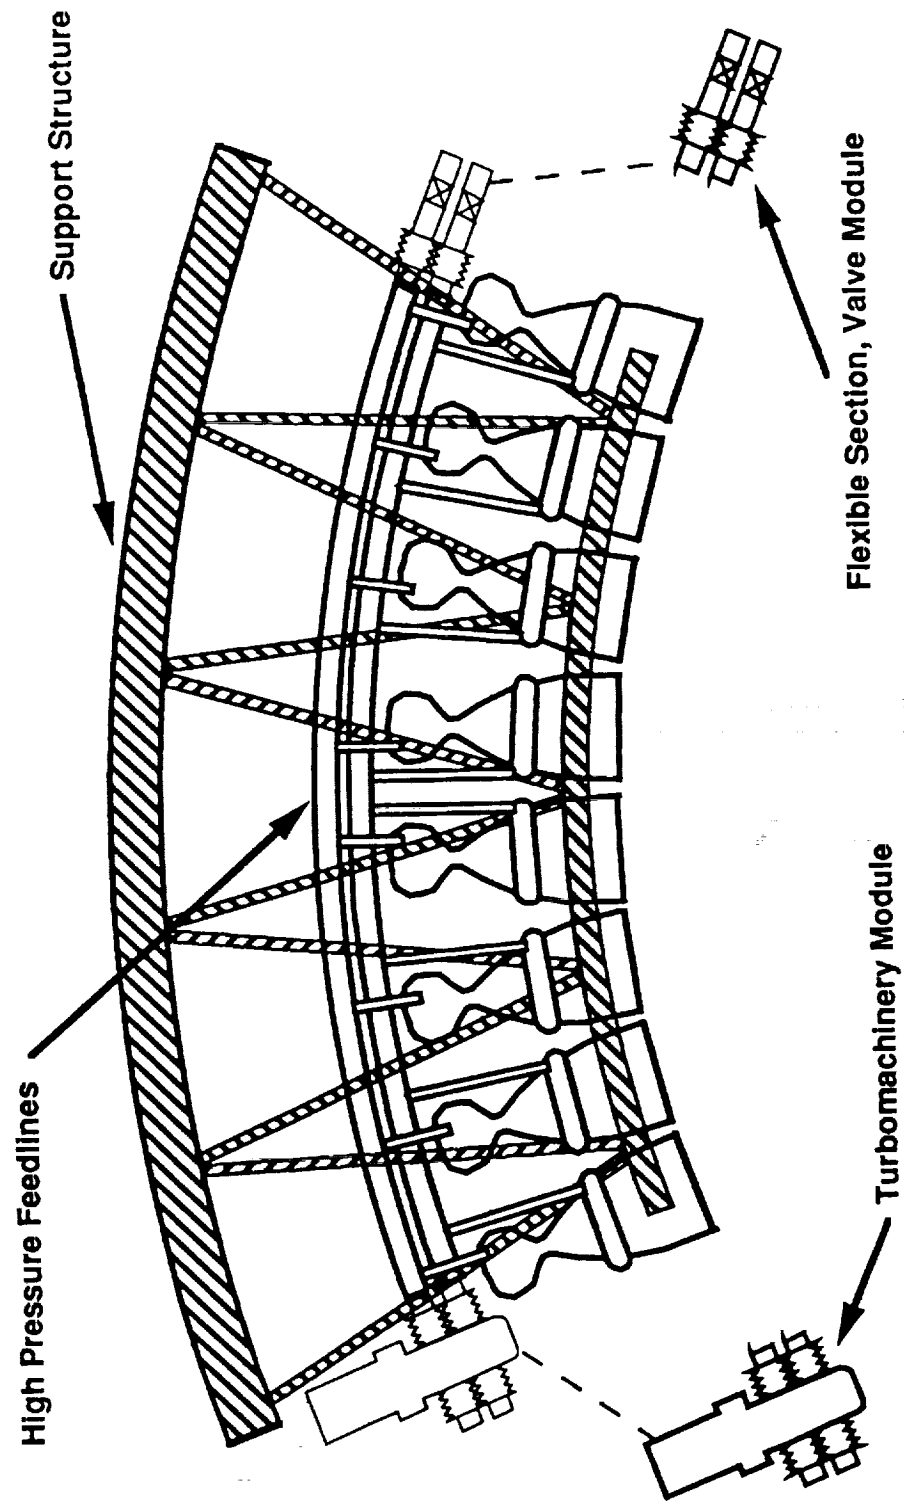 High Pressure Feedlines
Support Structure
Turbomachinery Module
Flexible Section, Valve Module